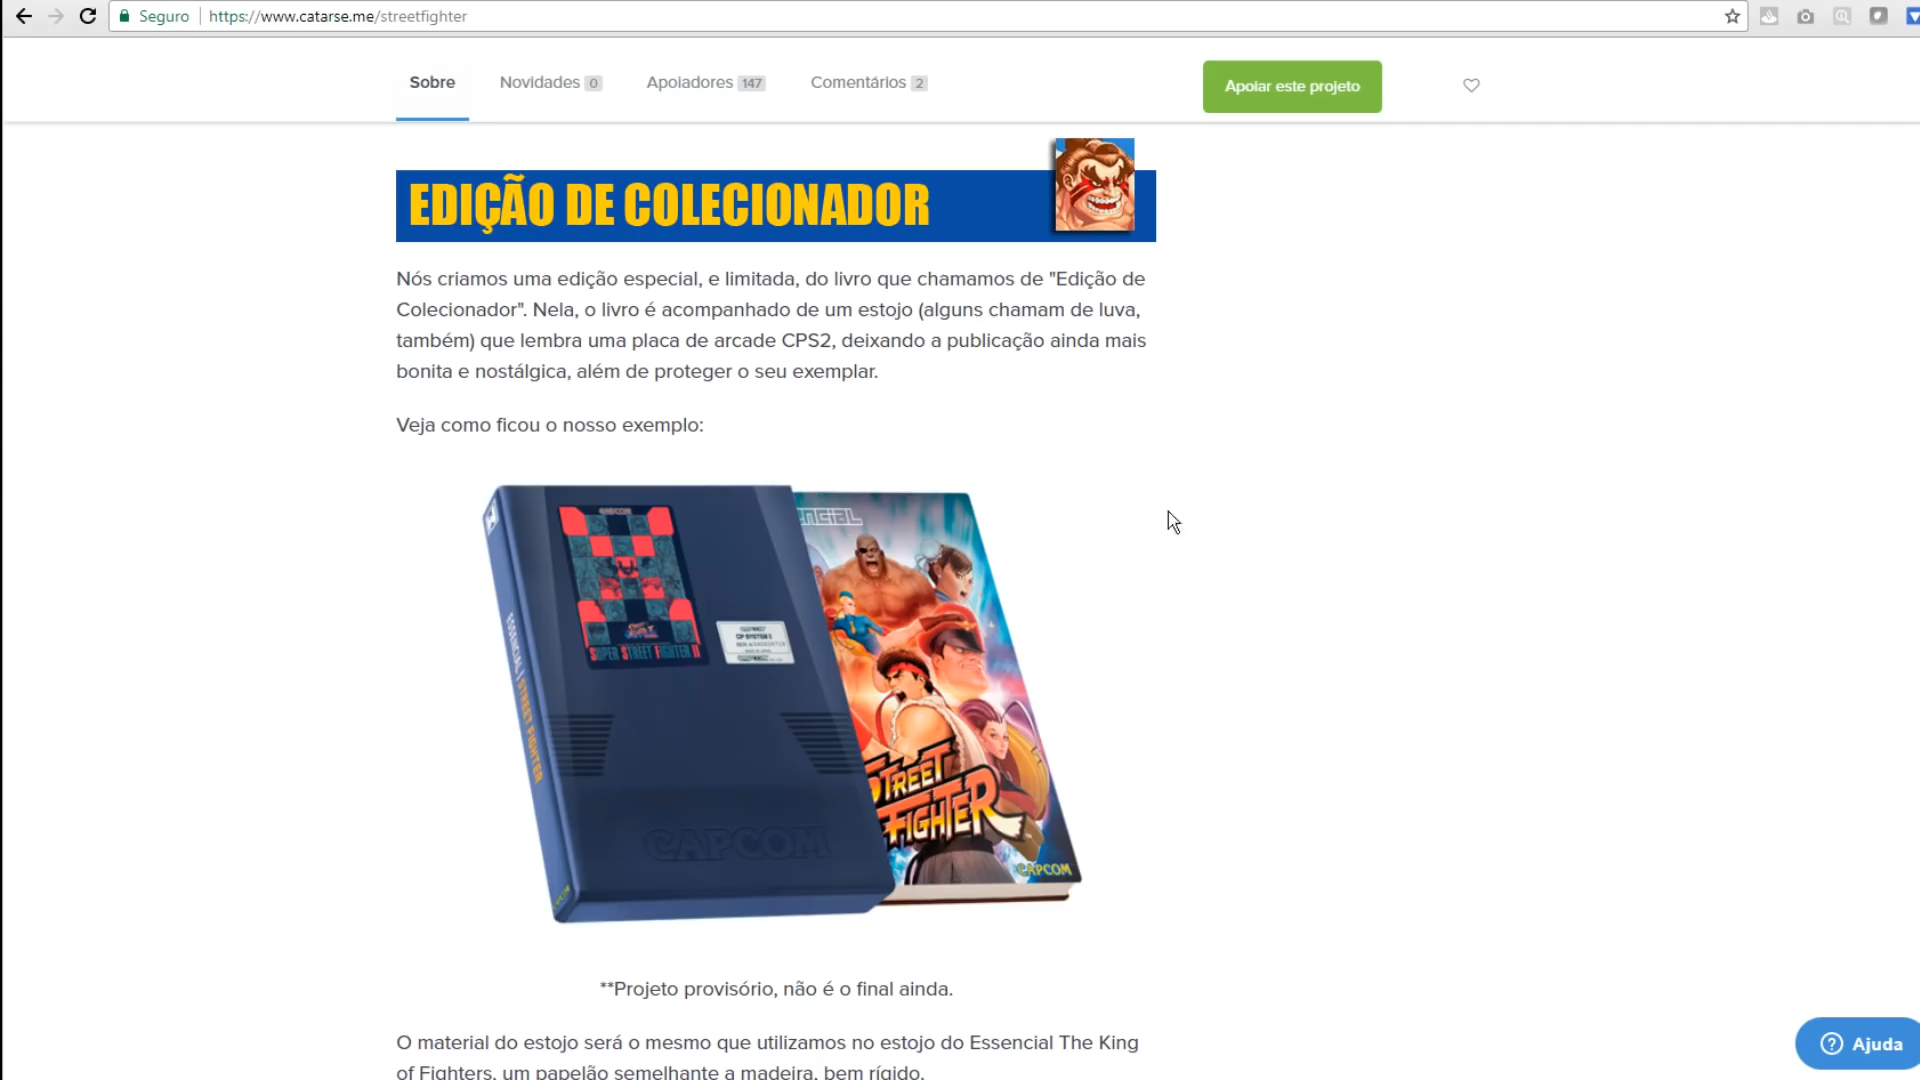 Seguro
https://www.catarse.me/streetfighter
Sobre
Novidades 0
Apoiadores 147
Comentários 2
Apoiar este projeto
EDIÇÃO DE COLECIONADOR
Nós criamos uma edição especial, e limitada, do livro que chamamos de "Edição de
Colecionador". Nela, o livro é acompanhado de um estojo (alguns chamam de luva,
também) que lembra uma placa de arcade CPS2, deixando a publicação ainda mais
bonita e nostálgica, além de proteger o seu exemplar.
Veja como ficou o nosso exemplo:
CAPCOM
SUPER STREET FIGHTER II
ESSENCIAL | STREET FIGHTER
CAPCOM
STREET
FIGHTER
CAPCOM
**Projeto provisório, não é o final ainda.
O material do estojo será o mesmo que utilizamos no estojo do Essencial The King
of Fighters, um papelão semelhante a madeira, bem rígido.
Ajuda